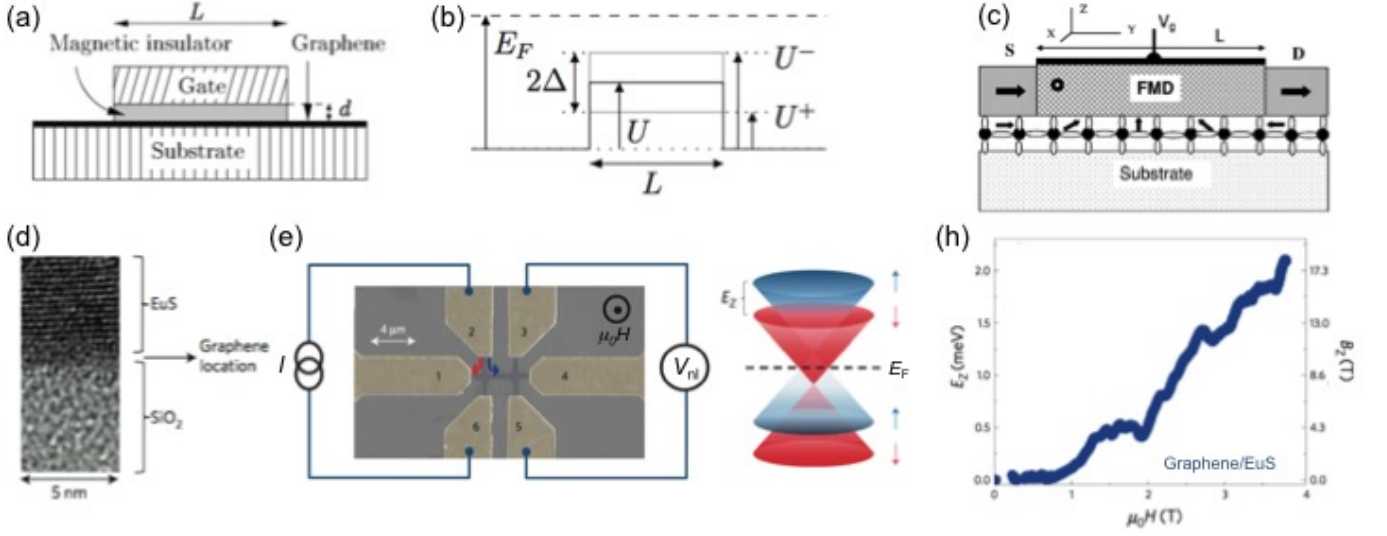 (a)
L
Magnetic insulator
Graphene
Gate
d
Substrate
(b)
E_F
2Δ
U
U⁻
U⁺
L
(c)
Z
X
Y
V_g
L
S
D
FMD
Substrate
(d)
EuS
Graphene
location
SiO₂
5 nm
(e)
I
4 μm
μ₀H
1
2
3
4
5
6
V_nl
E_Z
E_F
(h)
E_Z (meV)
2.0
1.5
1.0
0.5
0.0
17.3
13.0
8.6
4.3
0.0
B_Z (T)
Graphene/EuS
0
1
2
3
4
μ₀H (T)